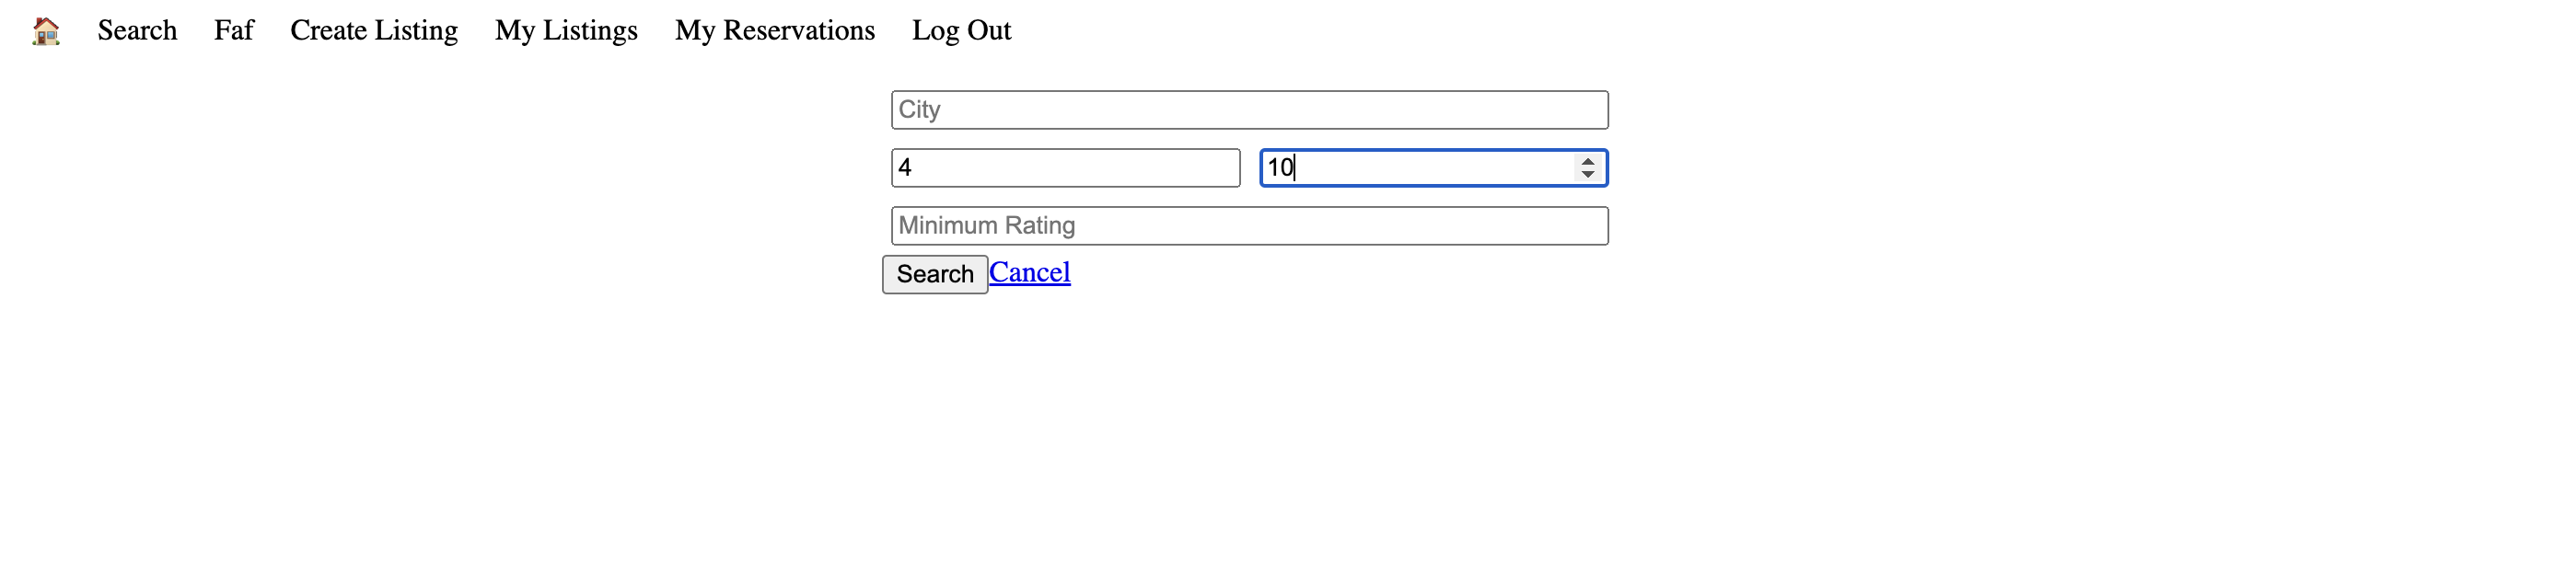 Search Faf Create Listing My Listings My Reservations Log Out
City
4 10
Minimum Rating
Search Cancel